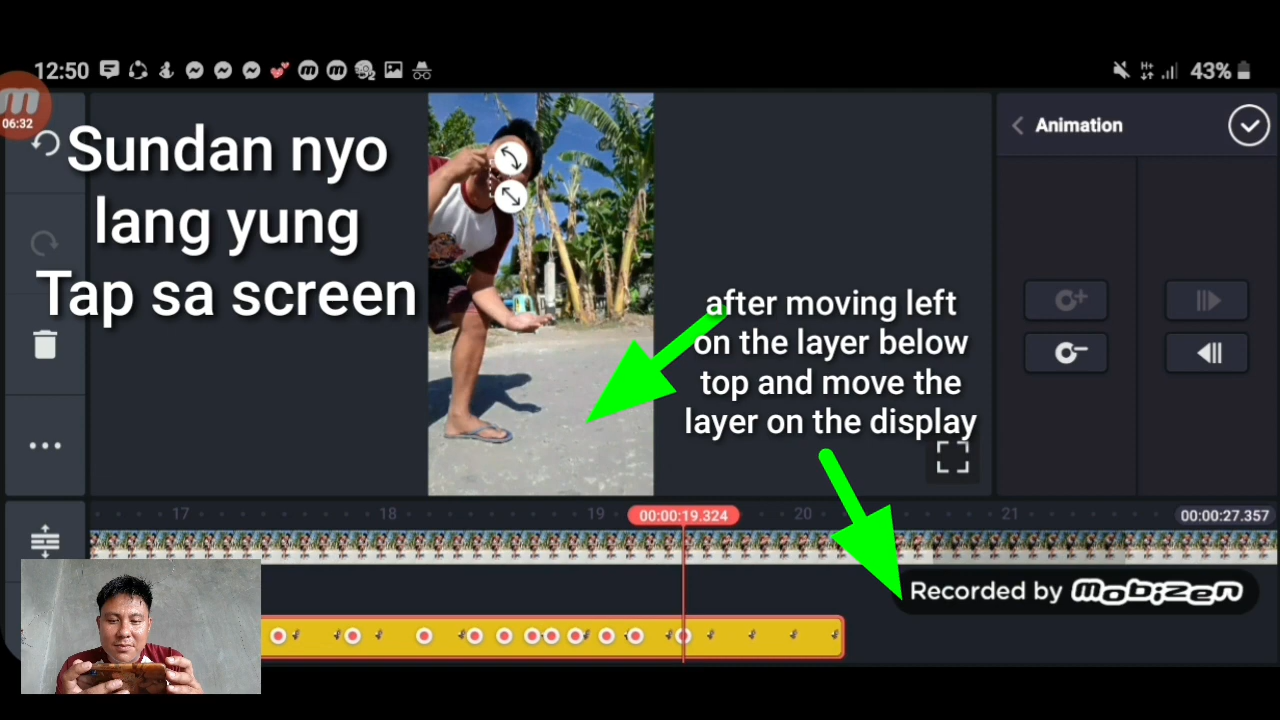 12:50
H+
43%
06:32
Sundan nyo
lang yung
Tap sa screen
Animation
after moving left
on the layer below
top and move the
layer on the display
17
18
19
00:00:19.324
20
21
00:00:27.357
Recorded by mobizen